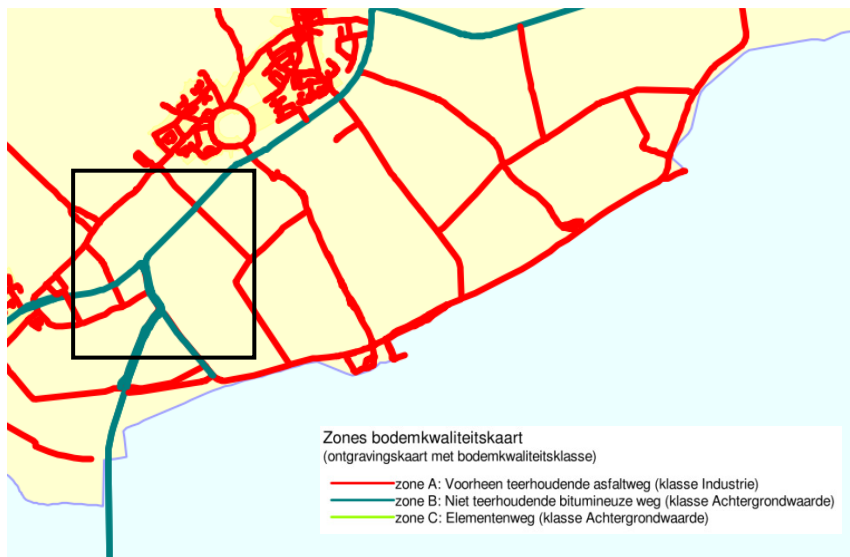 Zones bodemkwaliteitskaart
(ontgravingskaart met bodemkwaliteitsklasse)
zone A: Voorheen teerhoudende asfaltweg (klasse Industrie)
zone B: Niet teerhoudende bitumineuze weg (klasse Achtergrondwaarde)
zone C: Elementenweg (klasse Achtergrondwaarde)